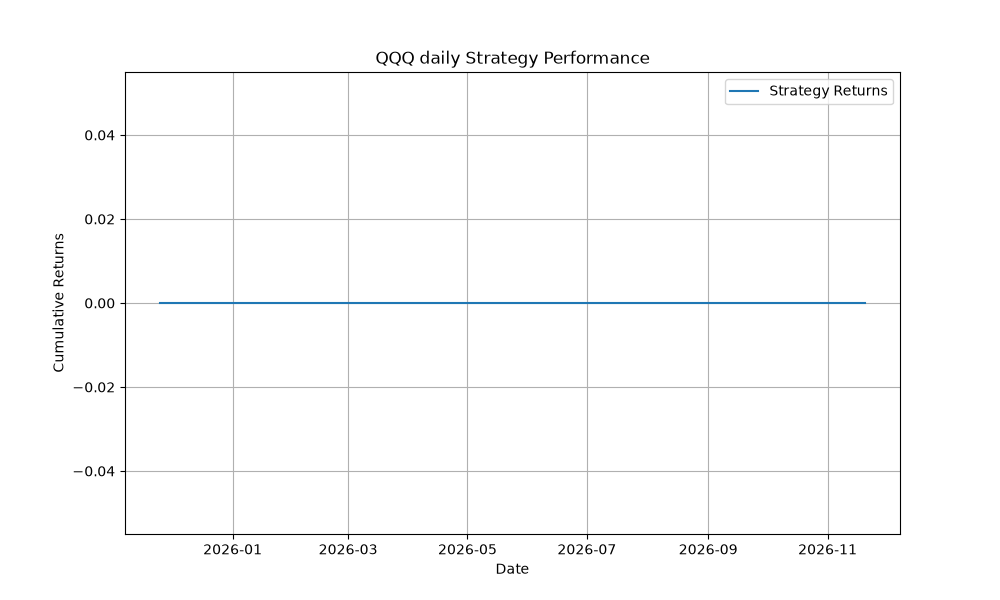 QQQ daily Strategy Performance
Strategy Returns
0.04
0.02
0.00
−0.02
−0.04
Cumulative Returns
2026-01 2026-03 2026-05 2026-07 2026-09 2026-11
Date